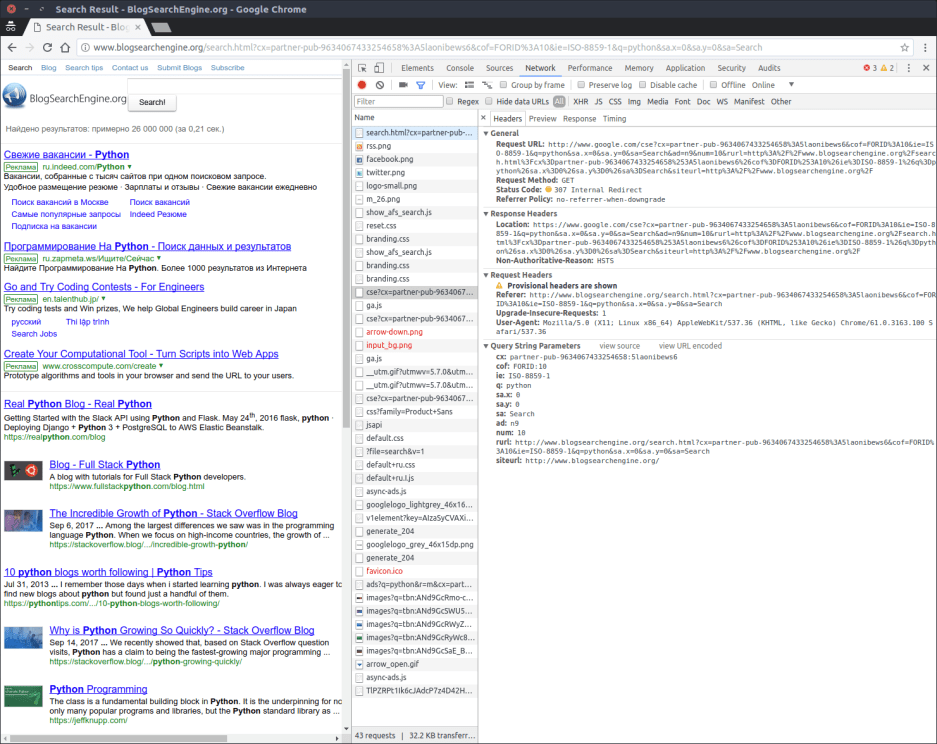 Search Result - BlogSearchEngine.org - Google Chrome
Search Result - Blog
www.blogsearchengine.org/search.html?cx=partner-pub-9634067433254658%3A5laonibews6&cof=FORID%3A10&ie=ISO-8859-1&q=python&sa.x=0&sa.y=0&sa=Search
Search Blog Search tips Contact us Submit Blogs Subscribe
BlogSearchEngine.org
Search!
Найдено результатов: примерно 26 000 000 (за 0,21 сек.)
Свежие вакансии - Python
Реклама ru.indeed.com/Python
Вакансии, собранные с тысяч сайтов при одном поисковом запросе.
Удобное размещение резюме · Зарплаты и отзывы · Свежие вакансии ежедневно
Поиск вакансий в Москве Поиск вакансий
Самые популярные запросы Indeed Резюме
Подписка на вакансии
Программирование На Python - Поиск данных и результатов
Реклама ru.zapmeta.ws/Ищите/Сейчас
Найдите Программирование На Python. Более 1000 результатов из Интернета
Go and Try Coding Contests - For Engineers
Реклама en.talenthub.jp/
Try coding tests and Win prizes, We help Global Engineers build career in Japan
русский Thi lập trình
Search Jobs
Create Your Computational Tool - Turn Scripts into Web Apps
Реклама www.crosscompute.com/create
Prototype algorithms and tools in your browser and send the URL to your users.
Real Python Blog - Real Python
Getting Started with the Slack API using Python and Flask. May 24th, 2016 flask, python ·
Deploying Django + Python 3 + PostgreSQL to AWS Elastic Beanstalk.
https://realpython.com/blog
Blog - Full Stack Python
A blog with tutorials for Full Stack Python developers.
https://www.fullstackpython.com/blog.html
The Incredible Growth of Python - Stack Overflow Blog
Sep 6, 2017 ... Among the largest differences we saw was in the programming
language Python. When we focus on high-income countries, the growth of ...
https://stackoverflow.blog/.../incredible-growth-python/
10 python blogs worth following | Python Tips
Jul 31, 2013 ... I remember those days when i started learning python. I was always eager to
find new blogs about python but found just a handful of them.
https://pythontips.com/.../10-python-blogs-worth-following/
Why is Python Growing So Quickly? - Stack Overflow Blog
Sep 14, 2017 ... We recently showed that, based on Stack Overflow question
visits, Python has a claim to being the fastest-growing major programming ...
https://stackoverflow.blog/.../python-growing-quickly/
Python Programming
The class is a fundamental building block in Python. It is the underpinning for no
only many popular programs and libraries, but the Python standard library as ...
https://jeffknupp.com/
Elements Console Sources Network Performance Memory Application Security Audits 3 2
View: Group by frame Preserve log Disable cache Offline Online
Filter Regex Hide data URLs All XHR JS CSS Img Media Font Doc WS Manifest Other
Name
search.html?cx=partner-pub-...
rss.png
facebook.png
twitter.png
logo-small.png
m_26.png
show_afs_search.js
reset.css
branding.css
show_afs_search.js
branding.css
branding.css
cse?cx=partner-pub-9634067...
ga.js
cse?cx=partner-pub-9634067...
arrow-down.png
input_bg.png
ga.js
__utm.gif?utmwv=5.7.0&utm...
__utm.gif?utmwv=5.7.0&utm...
cse?cx=partner-pub-9634067...
css?family=Product+Sans
jsapi
default.css
?file=search&v=1
default+ru.css
default+ru.I.js
async-ads.js
googlelogo_lightgrey_46x16...
v1element?key=AIzaSyCVAXi...
generate_204
googlelogo_grey_46x15dp.png
generate_204
favicon.ico
ads?q=python&r=m&cx=part...
images?q=tbn:ANd9GcRmo-c...
images?q=tbn:ANd9GcSWU5...
images?q=tbn:ANd9GcRWyZ...
images?q=tbn:ANd9GcRyWc8...
images?q=tbn:ANd9GcSaE_B...
arrow_open.gif
async-ads.js
43 requests | 32.2 KB transferr...
Headers Preview Response Timing
General
Request URL: http://www.google.com/cse?cx=partner-pub-9634067433254658%3A5laonibews6&cof=FORID%3A10&ie=IS
O-8859-1&q=python&sa.x=0&sa.y=0&sa=Search&ad=n9&num=10&rurl=http%3A%2F%2Fwww.blogsearchengine.org%2Fsearc
h.html%3Fcx%3Dpartner-pub-9634067433254658%253A5laonibews6%26cof%3DFORID%253A10%26ie%3DISO-8859-1%26q%3Dp
ython%26sa.x%3D0%26sa.y%3D0%26sa%3DSearch&siteurl=http%3A%2F%2Fwww.blogsearchengine.org%2F
Request Method: GET
Status Code: 307 Internal Redirect
Referrer Policy: no-referrer-when-downgrade
Response Headers
Location: https://www.google.com/cse?cx=partner-pub-9634067433254658%3A5laonibews6&cof=FORID%3A10&ie=ISO-8
859-1&q=python&sa.x=0&sa.y=0&sa=Search&ad=n9&num=10&rurl=http%3A%2F%2Fwww.blogsearchengine.org%2Fsearch.h
tml%3Fcx%3Dpartner-pub-9634067433254658%253A5laonibews6%26cof%3DFORID%253A10%26ie%3DISO-8859-1%26q%3Dpyth
on%26sa.x%3D0%26sa.y%3D0%26sa%3DSearch&siteurl=http%3A%2F%2Fwww.blogsearchengine.org%2F
Non-Authoritative-Reason: HSTS
Request Headers
Provisional headers are shown
Referer: http://www.blogsearchengine.org/search.html?cx=partner-pub-9634067433254658%3A5laonibews6&cof=FOR
ID%3A10&ie=ISO-8859-1&q=python&sa.x=0&sa.y=0&sa=Search
Upgrade-Insecure-Requests: 1
User-Agent: Mozilla/5.0 (X11; Linux x86_64) AppleWebKit/537.36 (KHTML, like Gecko) Chrome/61.0.3163.100 S
afari/537.36
Query String Parameters view source view URL encoded
cx: partner-pub-9634067433254658:5laonibews6
cof: FORID:10
ie: ISO-8859-1
q: python
sa.x: 0
sa.y: 0
sa: Search
ad: n9
num: 10
rurl: http://www.blogsearchengine.org/search.html?cx=partner-pub-9634067433254658%3A5laonibews6&cof=FORID%
3A10&ie=ISO-8859-1&q=python&sa.x=0&sa.y=0&sa=Search
siteurl: http://www.blogsearchengine.org/